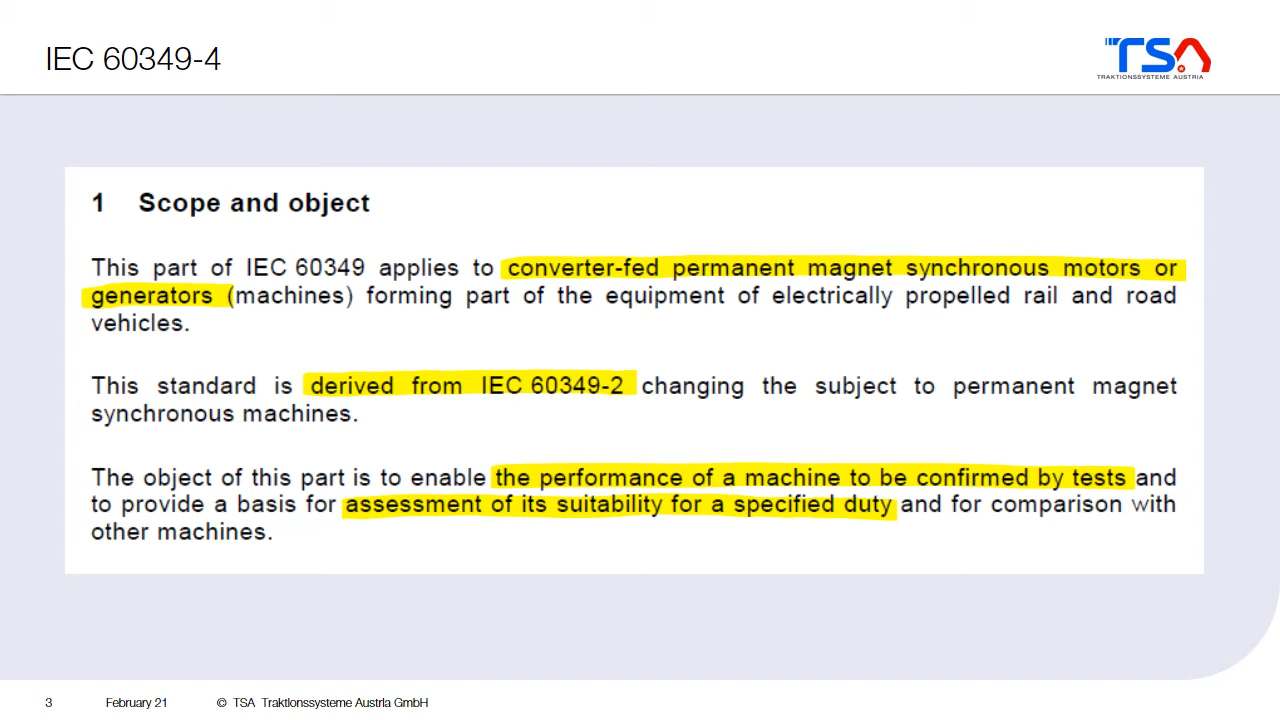 IEC 60349-4
TSA
TRAKTIONSSYSTEME AUSTRIA
1 Scope and object
This part of IEC 60349 applies to converter-fed permanent magnet synchronous motors or
generators (machines) forming part of the equipment of electrically propelled rail and road
vehicles.
This standard is derived from IEC 60349-2 changing the subject to permanent magnet
synchronous machines.
The object of this part is to enable the performance of a machine to be confirmed by tests and
to provide a basis for assessment of its suitability for a specified duty and for comparison with
other machines.
3 February 21 © TSA Traktionssysteme Austria GmbH